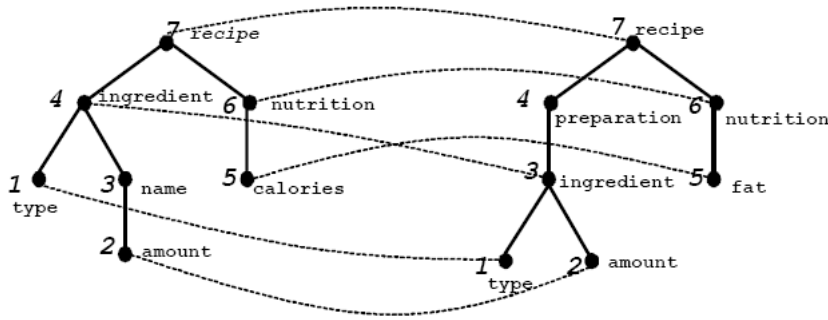 7 recipe
4 ingredient
6 nutrition
1 type
3 name
5 calories
2 amount
7 recipe
4 preparation
6 nutrition
3 ingredient
5 fat
1 type
2 amount